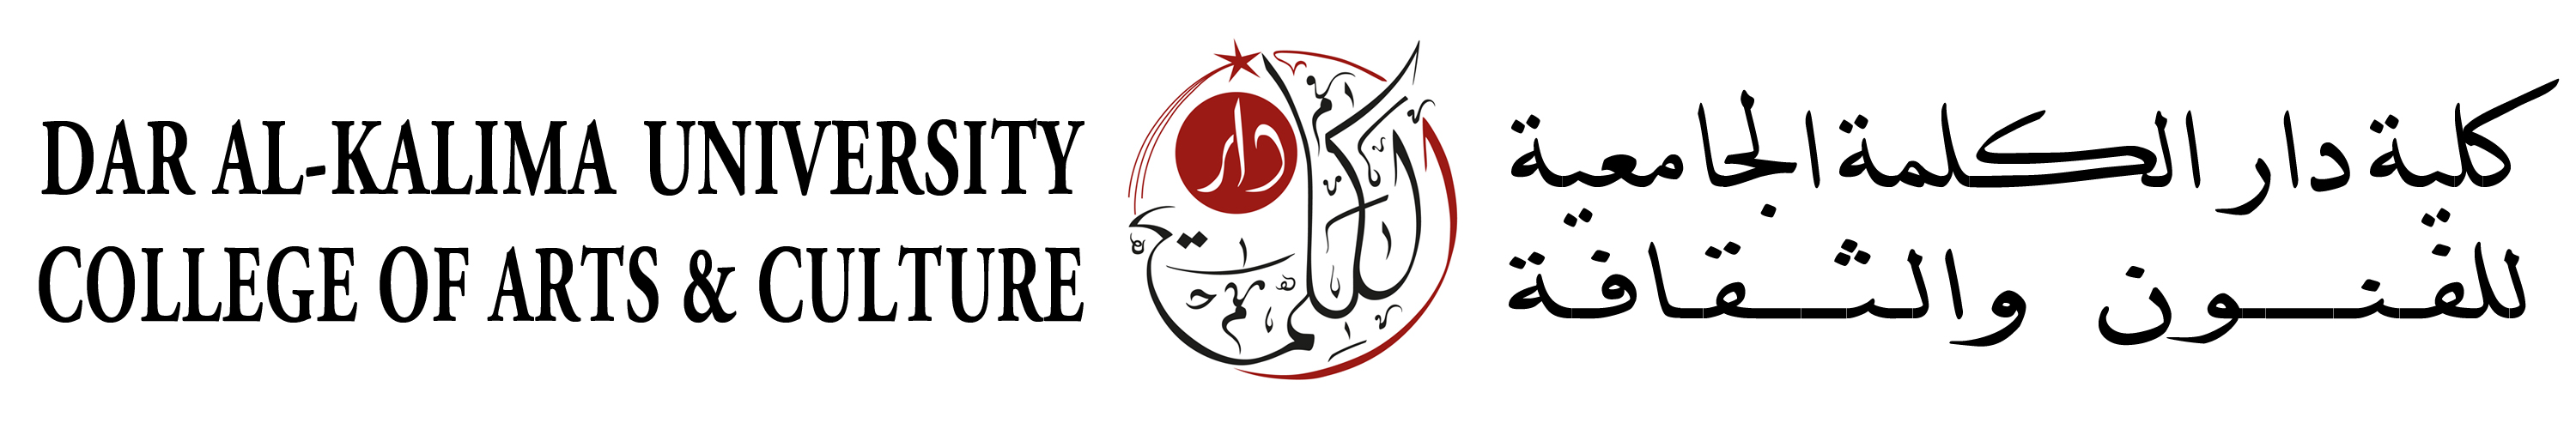 DAR AL-KALIMA UNIVERSITY
COLLEGE OF ARTS & CULTURE
دار
الكلمة
كلية دار الكلمة الجامعية
للفنون والثقافة